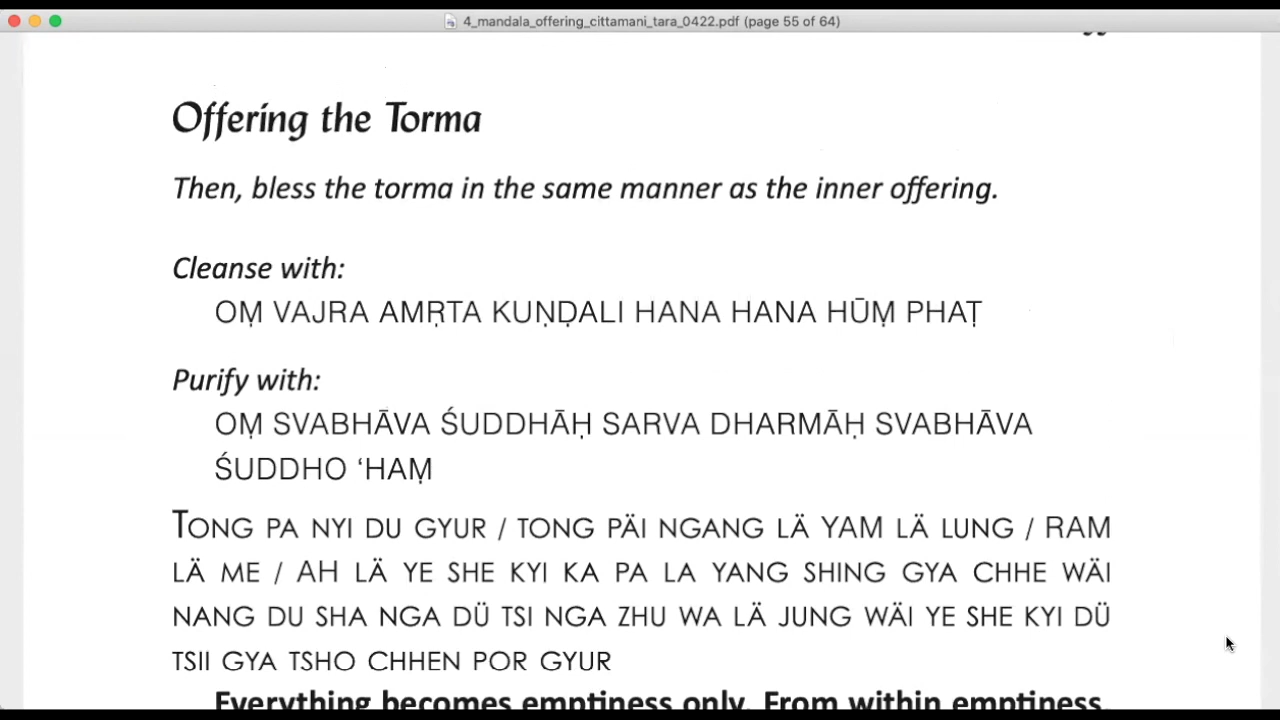 4_mandala_offering_cittamani_tara_0422.pdf (page 55 of 64)
Offering the Torma
Then, bless the torma in the same manner as the inner offering.
Cleanse with:
OṂ VAJRA AMṚTA KUṆḌALI HANA HANA HŪṂ PHAṬ
Purify with:
OṂ SVABHĀVA ŚUDDHĀḤ SARVA DHARMĀḤ SVABHĀVA
ŚUDDHO ‘HAṂ
TONG PA NYI DU GYUR / TONG PÄI NGANG LÄ YAM LÄ LUNG / RAM
LÄ ME / AH LÄ YE SHE KYI KA PA LA YANG SHING GYA CHHE WÄI
NANG DU SHA NGA DÜ TSI NGA ZHU WA LÄ JUNG WÄI YE SHE KYI DÜ
TSII GYA TSHO CHHEN POR GYUR
Everything becomes emptiness only. From within emptiness,